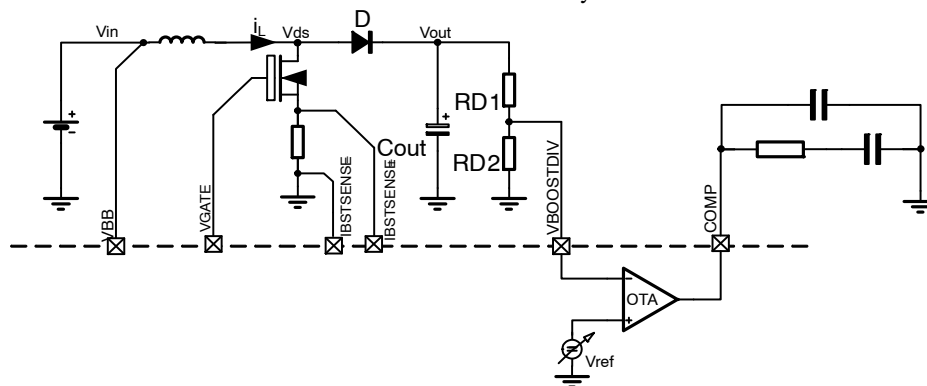 y
Vin
iL
Vds
D
Vout
+
-
+
RD1
RD2
Cout
VBB
VGATE
IBSTSENSE
IBSTSENSE
VBOOSTDIV
COMP
-
OTA
+
Vref